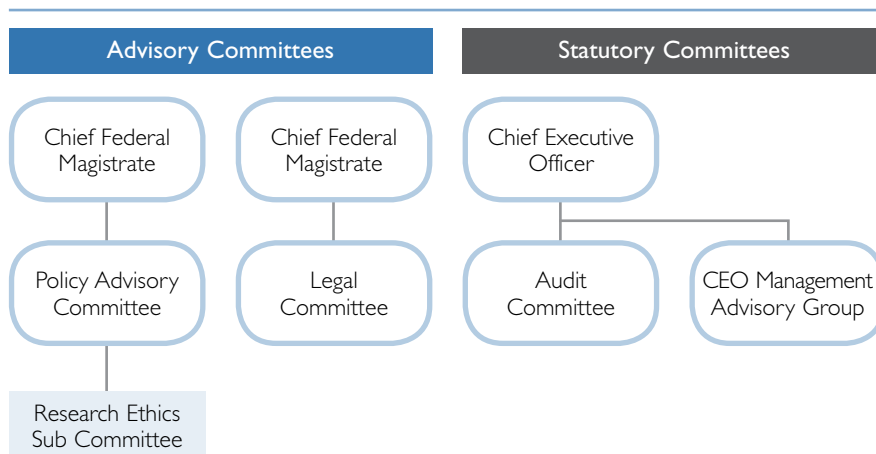 Advisory Committees
Statutory Committees
Chief Federal
Magistrate
Chief Federal
Magistrate
Chief Executive
Officer
Policy Advisory
Committee
Legal
Committee
Audit
Committee
CEO Management
Advisory Group
Research Ethics
Sub Committee